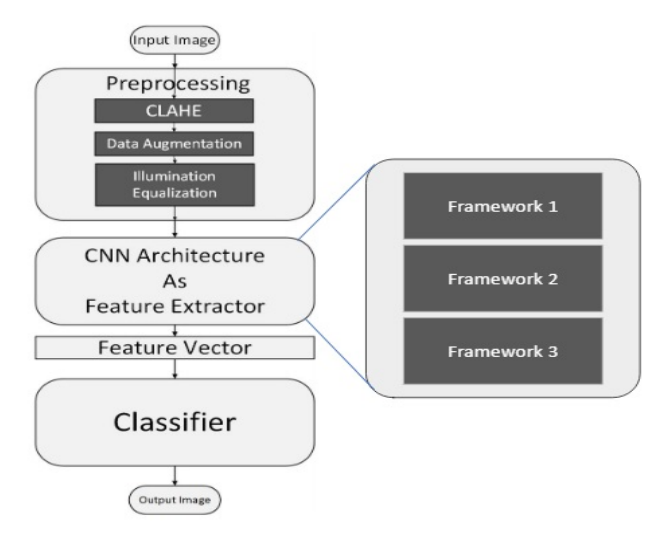 Input Image
Preprocessing
CLAHE
Data Augmentation
Illumination
Equalization
CNN Architecture
As
Feature Extractor
Feature Vector
Classifier
Output Image
Framework 1
Framework 2
Framework 3